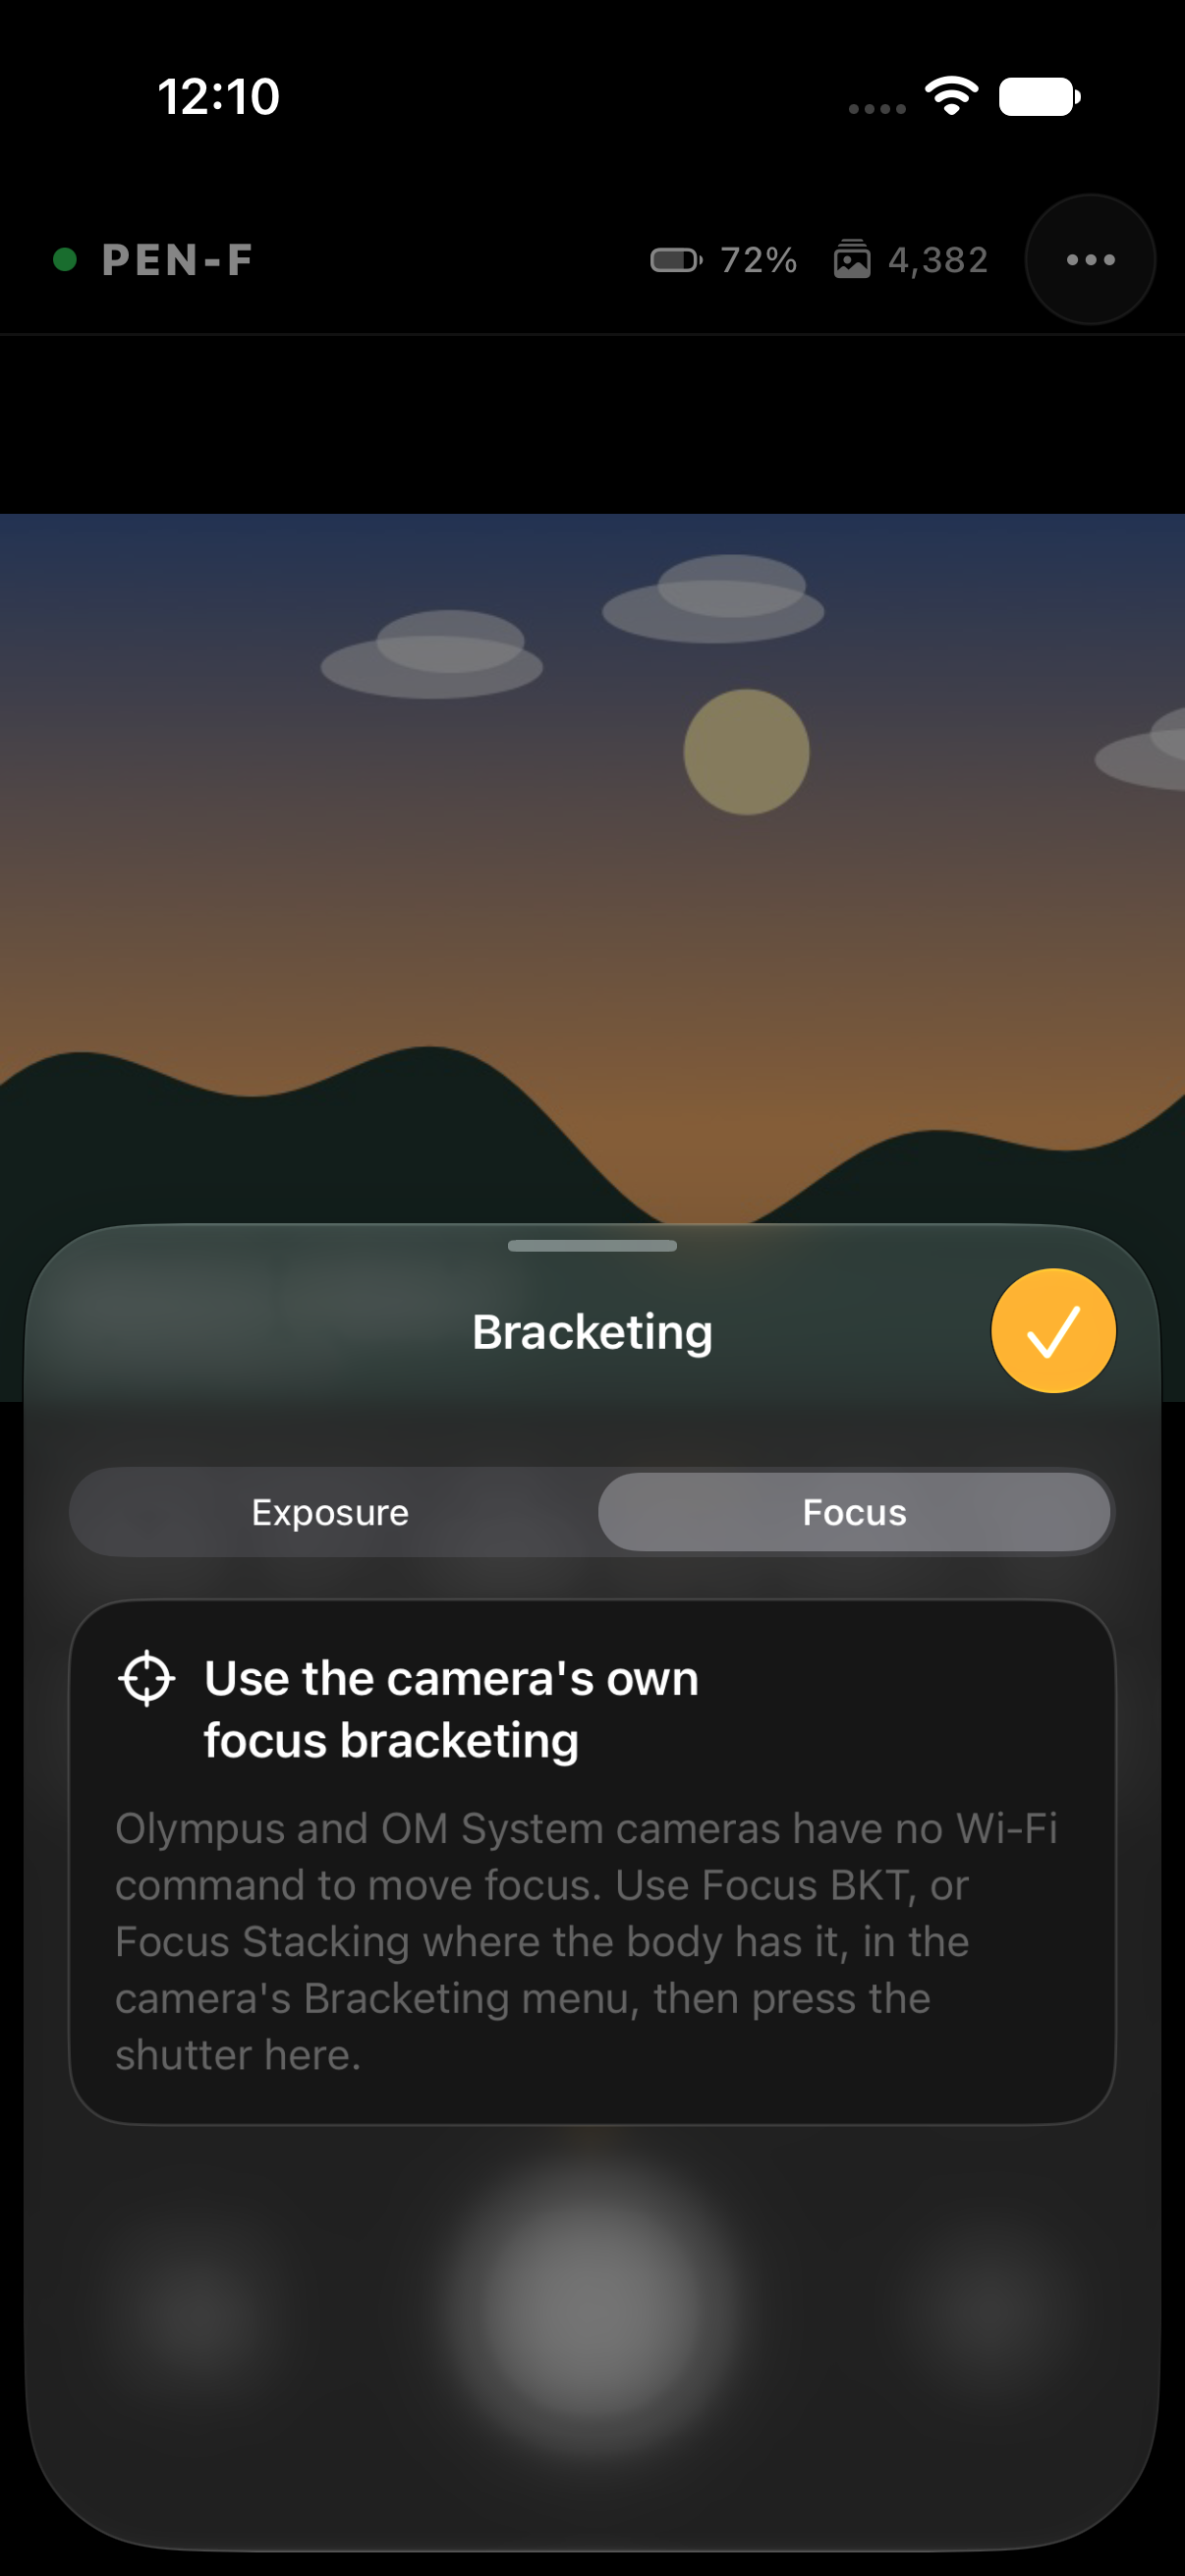 12:10
PEN-F
72%
4,382
Bracketing
Exposure
Focus
Use the camera's own
focus bracketing
Olympus and OM System cameras have no Wi-Fi
command to move focus. Use Focus BKT, or
Focus Stacking where the body has it, in the
camera's Bracketing menu, then press the
shutter here.